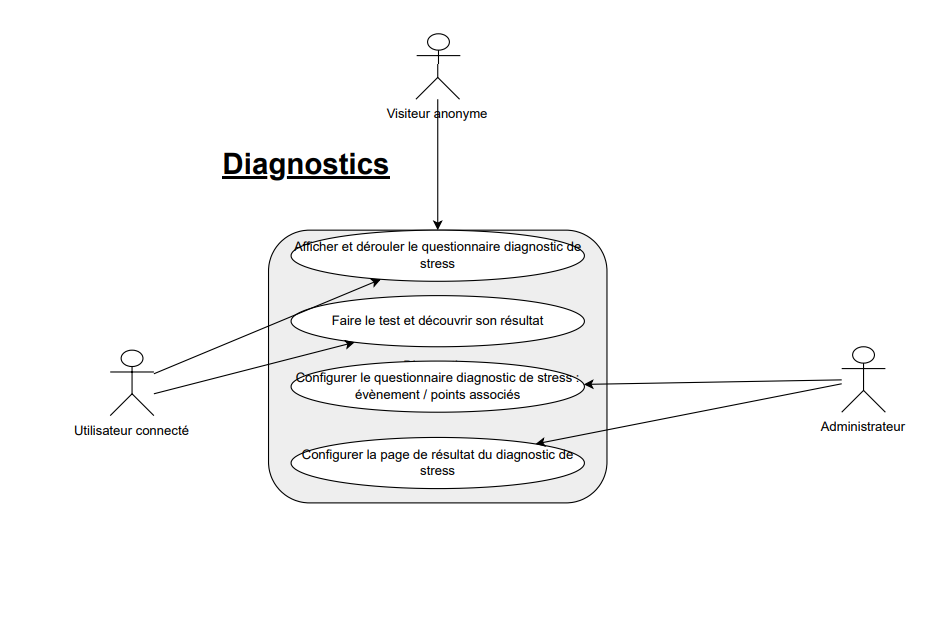 Visiteur anonyme
Diagnostics
Afficher et dérouler le questionnaire diagnostic de
stress
Faire le test et découvrir son résultat
Configurer le questionnaire diagnostic de stress :
évènement / points associés
Configurer la page de résultat du diagnostic de
stress
Utilisateur connecté
Administrateur